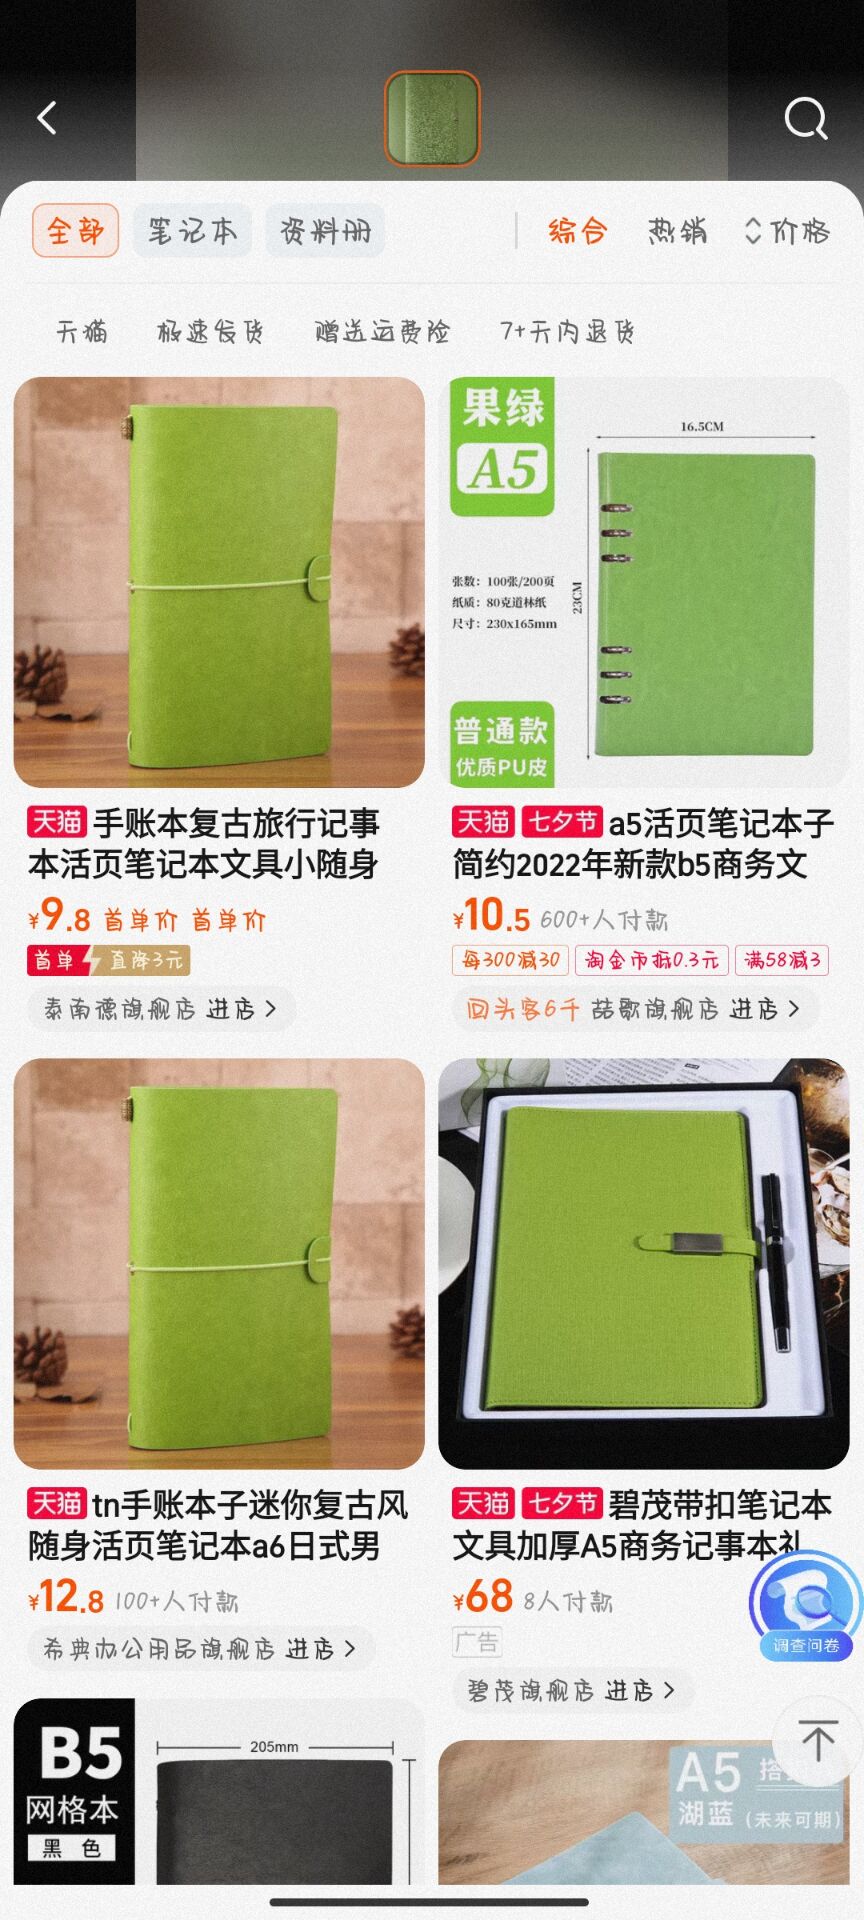 全部 笔记本 资料册 综合 热销 价格
天猫 极速发货 赠送运费险 7+天内退货
果绿
A5
16.5CM
张数：100张/200页
纸质：80克道林纸
尺寸：230x165mm
23CM
普通款
优质PU皮
天猫 手账本复古旅行记事
本活页笔记本文具小随身
¥9.8 首单价 首单价
首单 直降3元
泰南德旗舰店 进店
天猫 七夕节 a5活页笔记本子
简约2022年新款b5商务文
¥10.5 600+人付款
每300减30 淘金币抵0.3元 满58减3
回头客6千 喆歌旗舰店 进店
天猫 tn手账本子迷你复古风
随身活页笔记本a6日式男
¥12.8 100+人付款
希典办公用品旗舰店 进店
天猫 七夕节 碧茂带扣笔记本
文具加厚A5商务记事本礼
¥68 8人付款
广告
碧茂旗舰店 进店
调查问卷
B5
网格本
黑色
205mm
A5 搭
湖蓝 (未来可期)